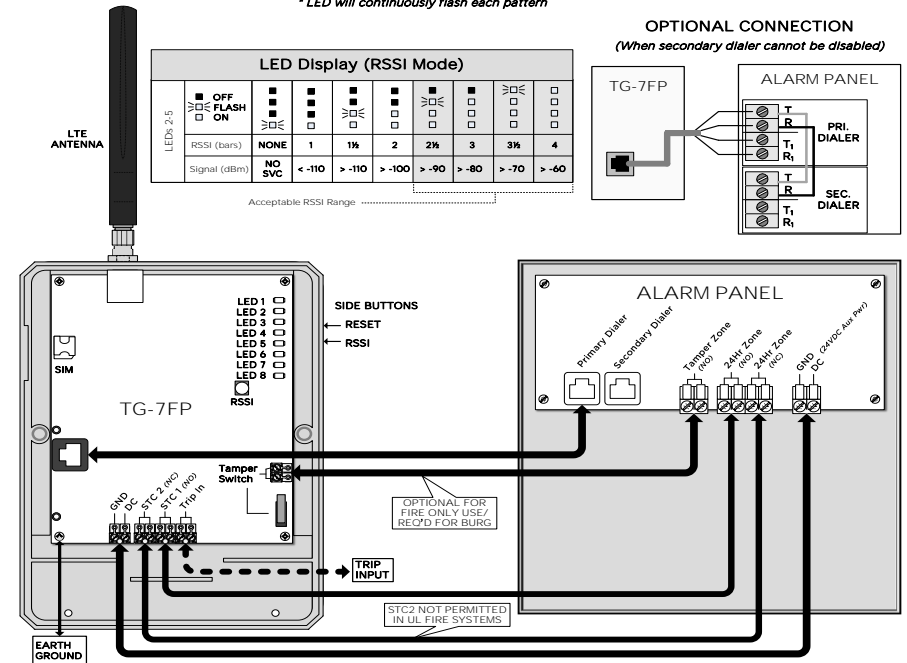 * LED will continuously flash each pattern
OPTIONAL CONNECTION
(When secondary dialer cannot be disabled)
LED Display (RSSI Mode)
LEDs 2-5
OFF
FLASH
ON
RSSI (bars) NONE 1 1½ 2 2½ 3 3½ 4
Signal (dBm) NO SVC < -110 > -110 > -100 > -90 > -80 > -70 > -60
Acceptable RSSI Range
LTE
ANTENNA
TG-7FP
ALARM PANEL
T
R
T1
R1
PRI.
DIALER
T
R
T1
R1
SEC.
DIALER
LED 1
LED 2
LED 3
LED 4
LED 5
LED 6
LED 7
LED 8
RSSI
SIDE BUTTONS
RESET
RSSI
SIM
TG-7FP
Tamper
Switch
GND
DC
STC 2 (NC)
STC 1 (NO)
Trip In
ALARM PANEL
Primary Dialer
Secondary Dialer
Tamper Zone
(NO)
24Hr Zone
(NO)
24Hr Zone
(NC)
GND
DC (24VDC Aux Pwr)
OPTIONAL FOR
FIRE ONLY USE/
REQ'D FOR BURG
TRIP
INPUT
STC2 NOT PERMITTED
IN UL FIRE SYSTEMS
EARTH
GROUND